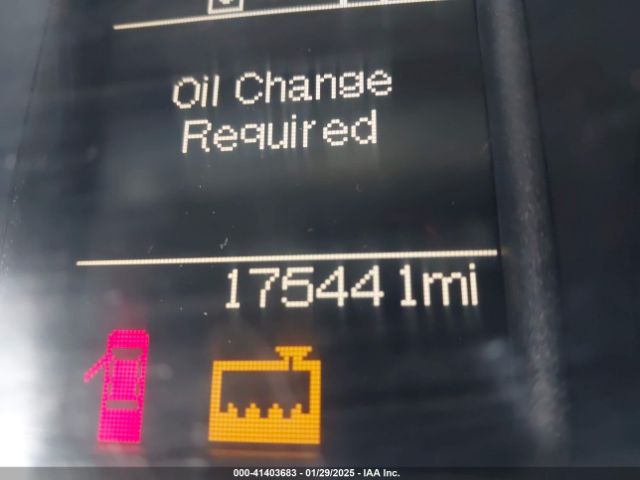 Oil Change
Required
175441mi
000-41403683 - 01/29/2025 - IAA Inc.